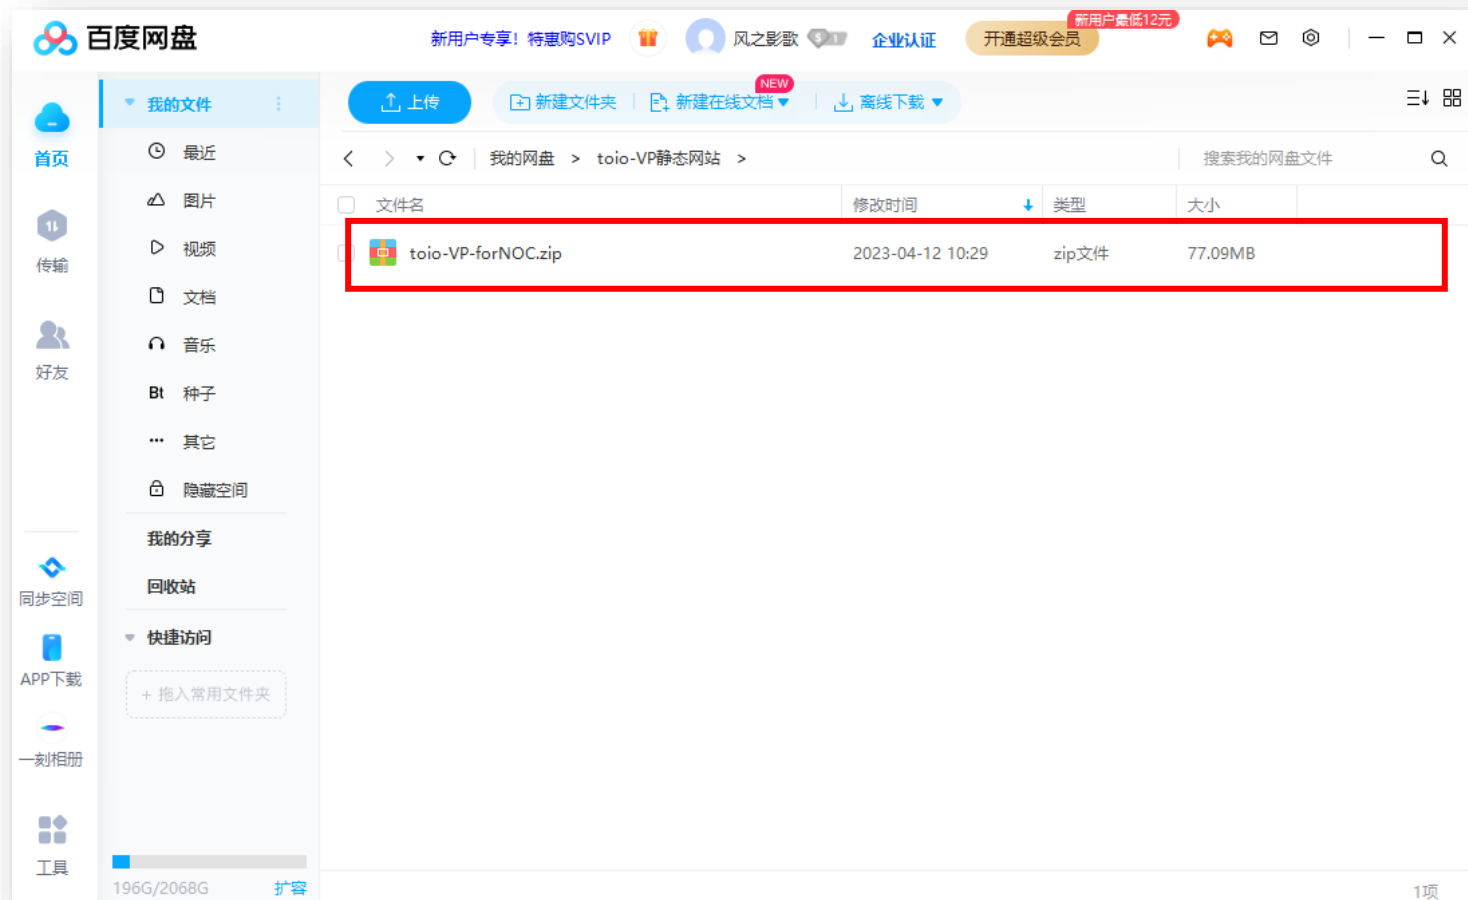 百度网盘
新用户专享！特惠购SVIP
风之影歌
S1
企业认证
开通超级会员
新用户最低12元
首页
传输
好友
同步空间
APP下载
一刻相册
工具
我的文件
最近
图片
视频
文档
音乐
Bt 种子
其它
隐藏空间
我的分享
回收站
快捷访问
+ 拖入常用文件夹
196G/2068G 扩容
上传
新建文件夹
新建在线文档
NEW
离线下载
我的网盘 > toio-VP静态网站 >
搜索我的网盘文件
文件名 修改时间 类型 大小
toio-VP-forNOC.zip 2023-04-12 10:29 zip文件 77.09MB
1项